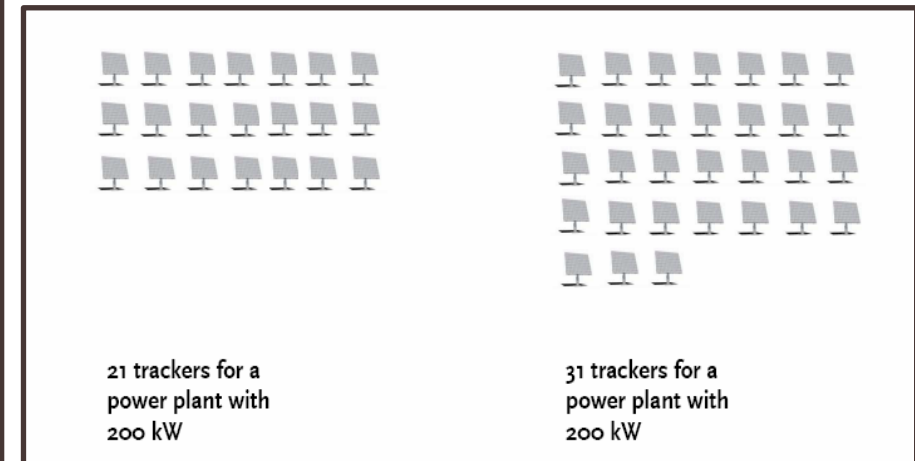 21 trackers for a
power plant with
200 kW
31 trackers for a
power plant with
200 kW